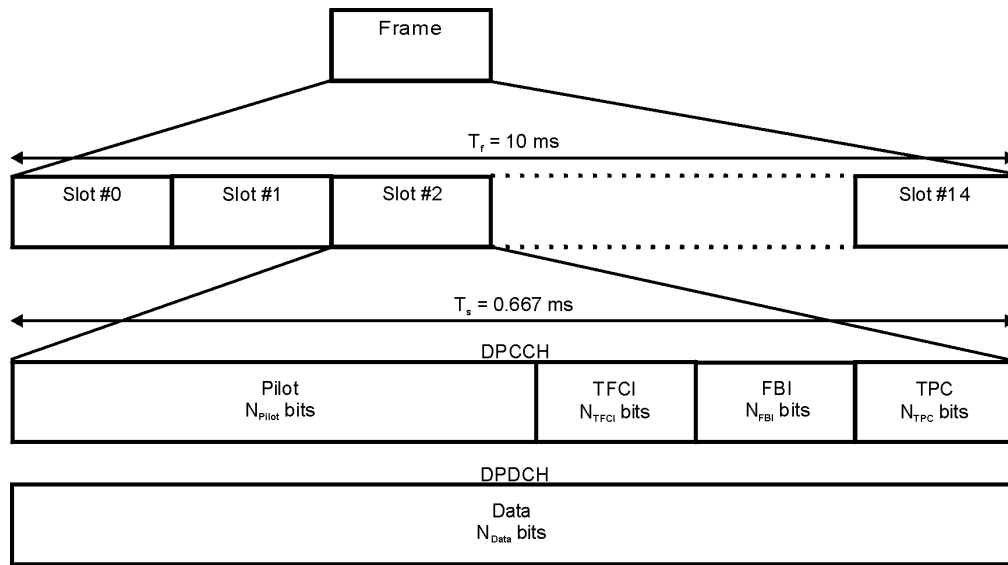 Frame
T_f = 10 ms
Slot #0 Slot #1 Slot #2 Slot #14
T_s = 0.667 ms
DPCCH
Pilot TFCI FBI TPC
N_Pilot bits N_TFCI bits N_FBI bits N_TPC bits
DPDCH
Data
N_Data bits